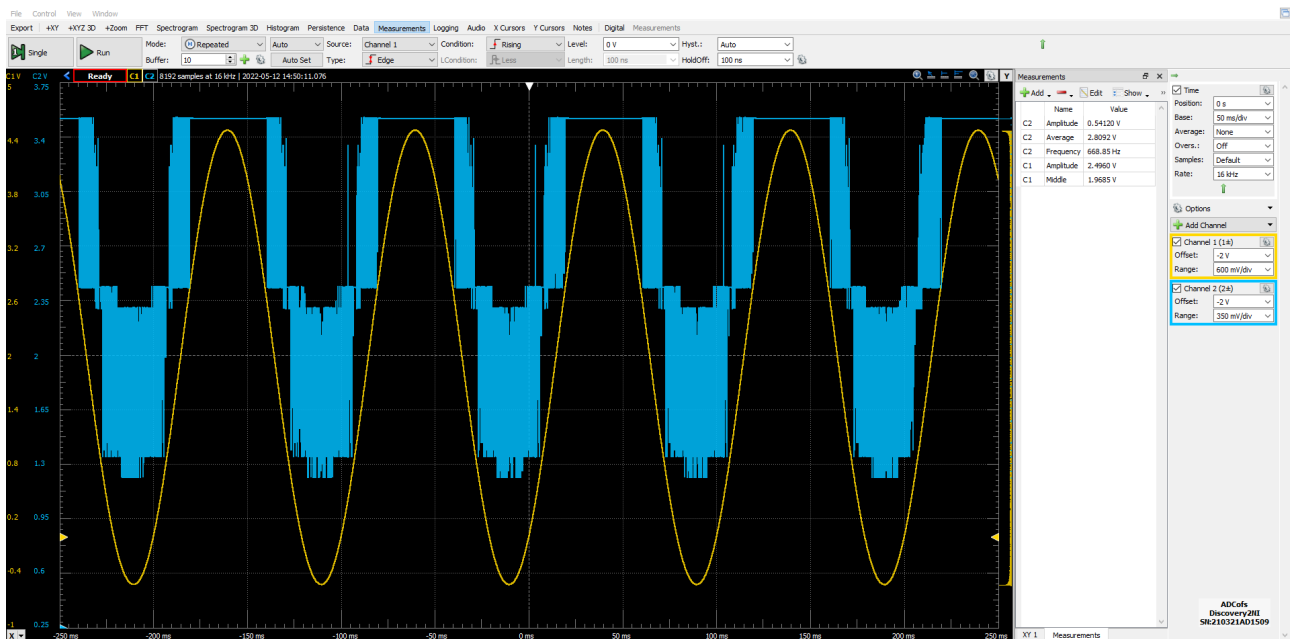 File Control View Window
Export +XY +XYZ 3D +Zoom FFT Spectrogram Spectrogram 3D Histogram Persistence Data Measurements Logging Audio X Cursors Y Cursors Notes Digital Measurements
Single Run Mode: Repeated Auto Source: Channel 1 Condition: Rising Level: 0 V Hyst.: Auto
Buffer: 10 Auto Set Type: Edge LCondition: Less Length: 100 ns HoldOff: 100 ns
C1 V C2 V Ready C1 C2 8192 samples at 16 kHz | 2022-05-12 14:50:11.076 Y
5 3.75
4.4 3.4
3.8 3.05
3.2 2.7
2.6 2.35
2 2
1.4 1.65
0.8 1.3
0.2 0.95
-0.4 0.6
-1 0.25
X -250 ms -200 ms -150 ms -100 ms -50 ms 0 ms 50 ms 100 ms 150 ms 200 ms 250 ms
Measurements
Add Edit Show
Name Value
C2 Amplitude 0.54120 V
C2 Average 2.8092 V
C2 Frequency 668.85 Hz
C1 Amplitude 2.4960 V
C1 Middle 1.9685 V
XY 1 Measurements
Time
Position: 0 s
Base: 50 ms/div
Average: None
Overs.: Off
Samples: Default
Rate: 16 kHz
Options
Add Channel
Channel 1 (1±)
Offset: -2 V
Range: 600 mV/div
Channel 2 (2±)
Offset: -2 V
Range: 350 mV/div
ADCofs
Discovery2NI
SN:210321AD1509